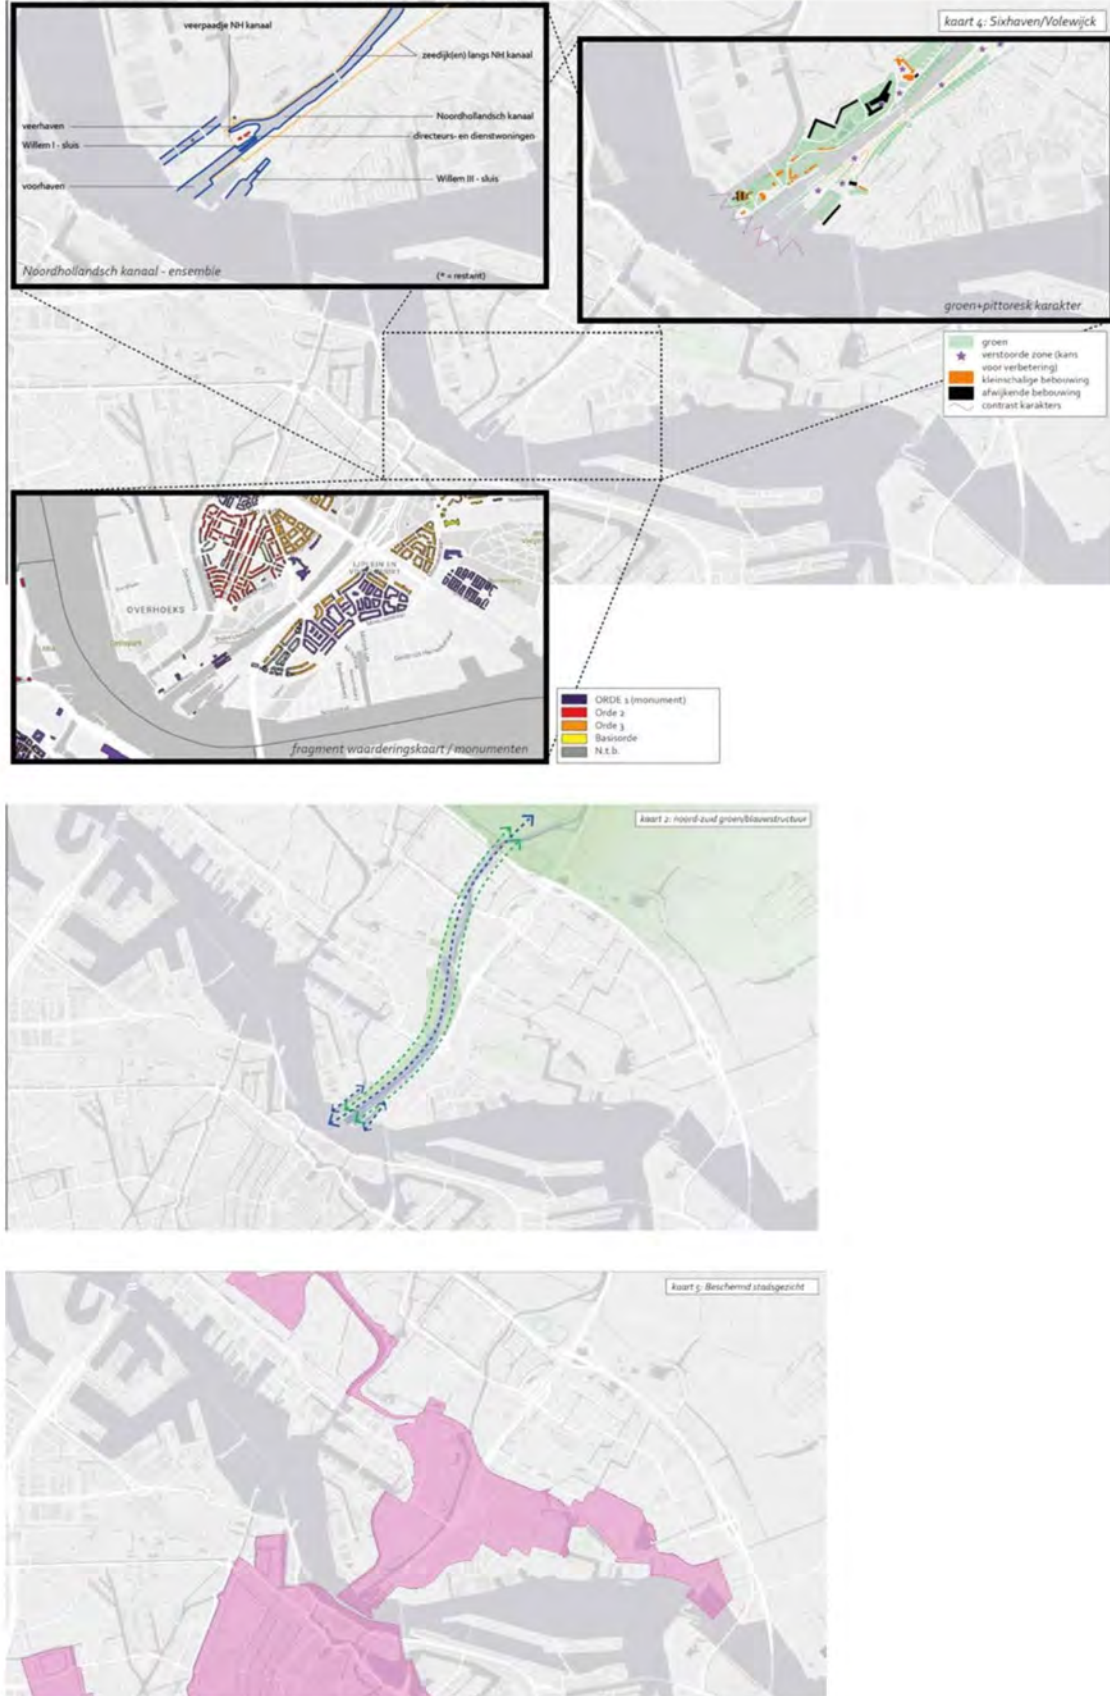 veerpaadje NH kanaal
kaart 4: Sixhaven/Volewijck
zeedijk(en) langs NH kanaal
Noordhollandsch kanaal
veerhaven
directeurs- en dienstwoningen
Willem I - sluis
voorhaven
Willem III - sluis
Noordhollandsch kanaal - ensemble
(* = restant)
groen+pittoresk karakter
groen
verstoorde zone (kans
voor verbetering)
kleinschalige bebouwing
afwijkende bebouwing
contrast karakters
IJPLEIN EN
OVERHOEKS
fragment waarderingskaart / monumenten
ORDE 1 (monument)
Orde 2
Orde 3
Basisorde
N.t.b.
kaart 2: noord-zuid groen/blauwstructuur
kaart 5: Beschermd stadsgezicht